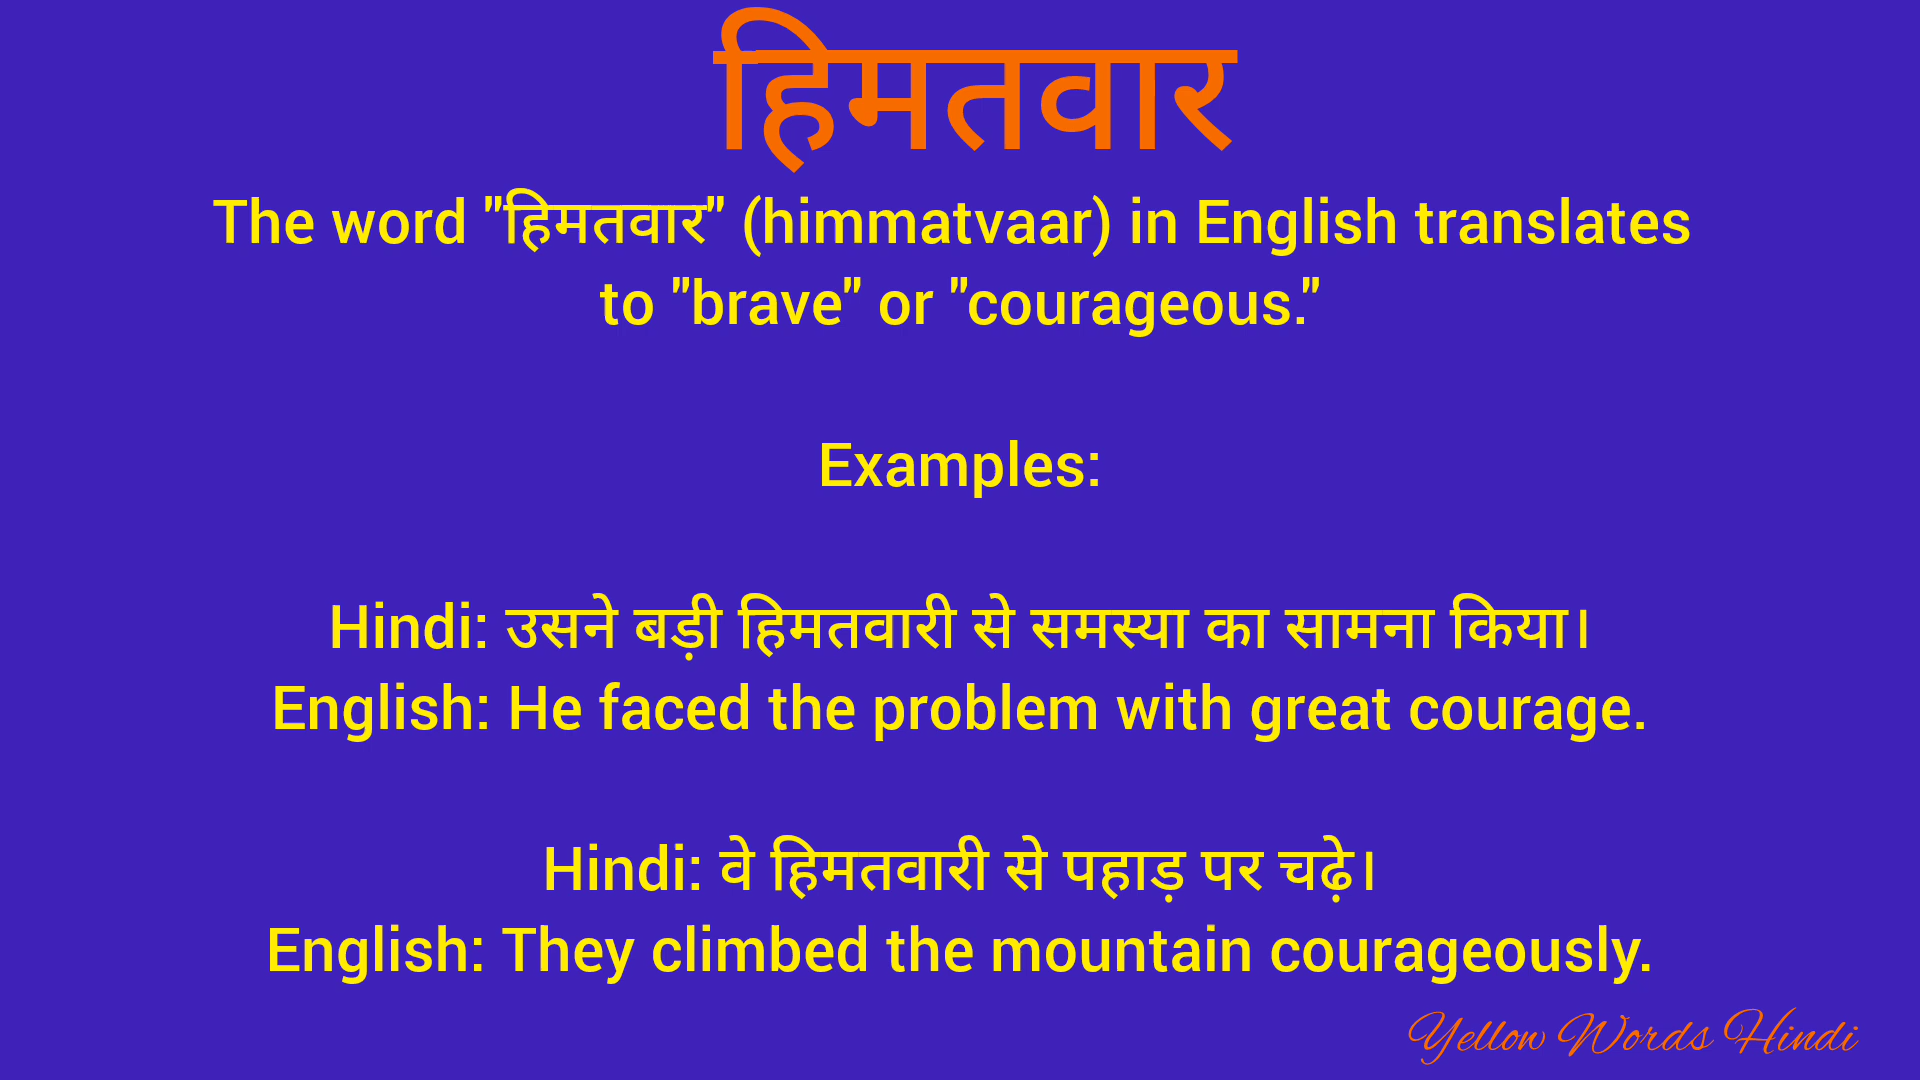 हिमतवार
The word "हिमतवार" (himmatvaar) in English translates
to "brave" or "courageous."
Examples:
Hindi: उसने बड़ी हिमतवारी से समस्या का सामना किया।
English: He faced the problem with great courage.
Hindi: वे हिमतवारी से पहाड़ पर चढ़े।
English: They climbed the mountain courageously.
Yellow Words Hindi